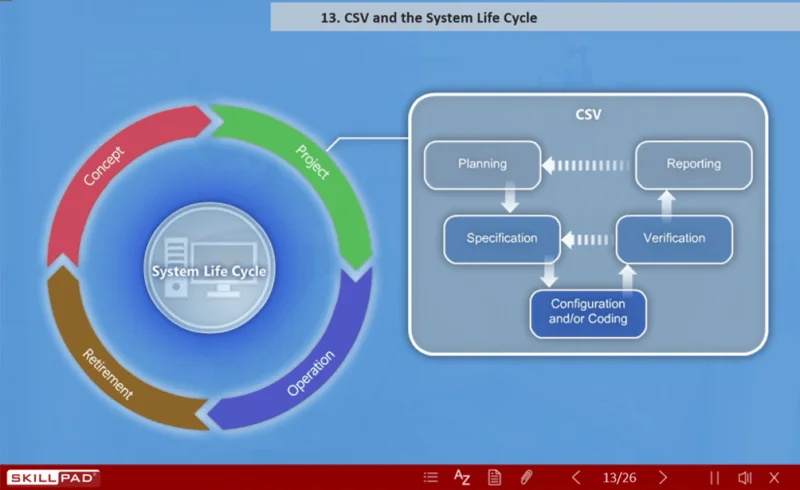 13. CSV and the System Life Cycle
Concept
Project
System Life Cycle
Retirement
Operation
CSV
Planning
Reporting
Specification
Verification
Configuration
and/or Coding
SKILLPAD®
AZ
13/26